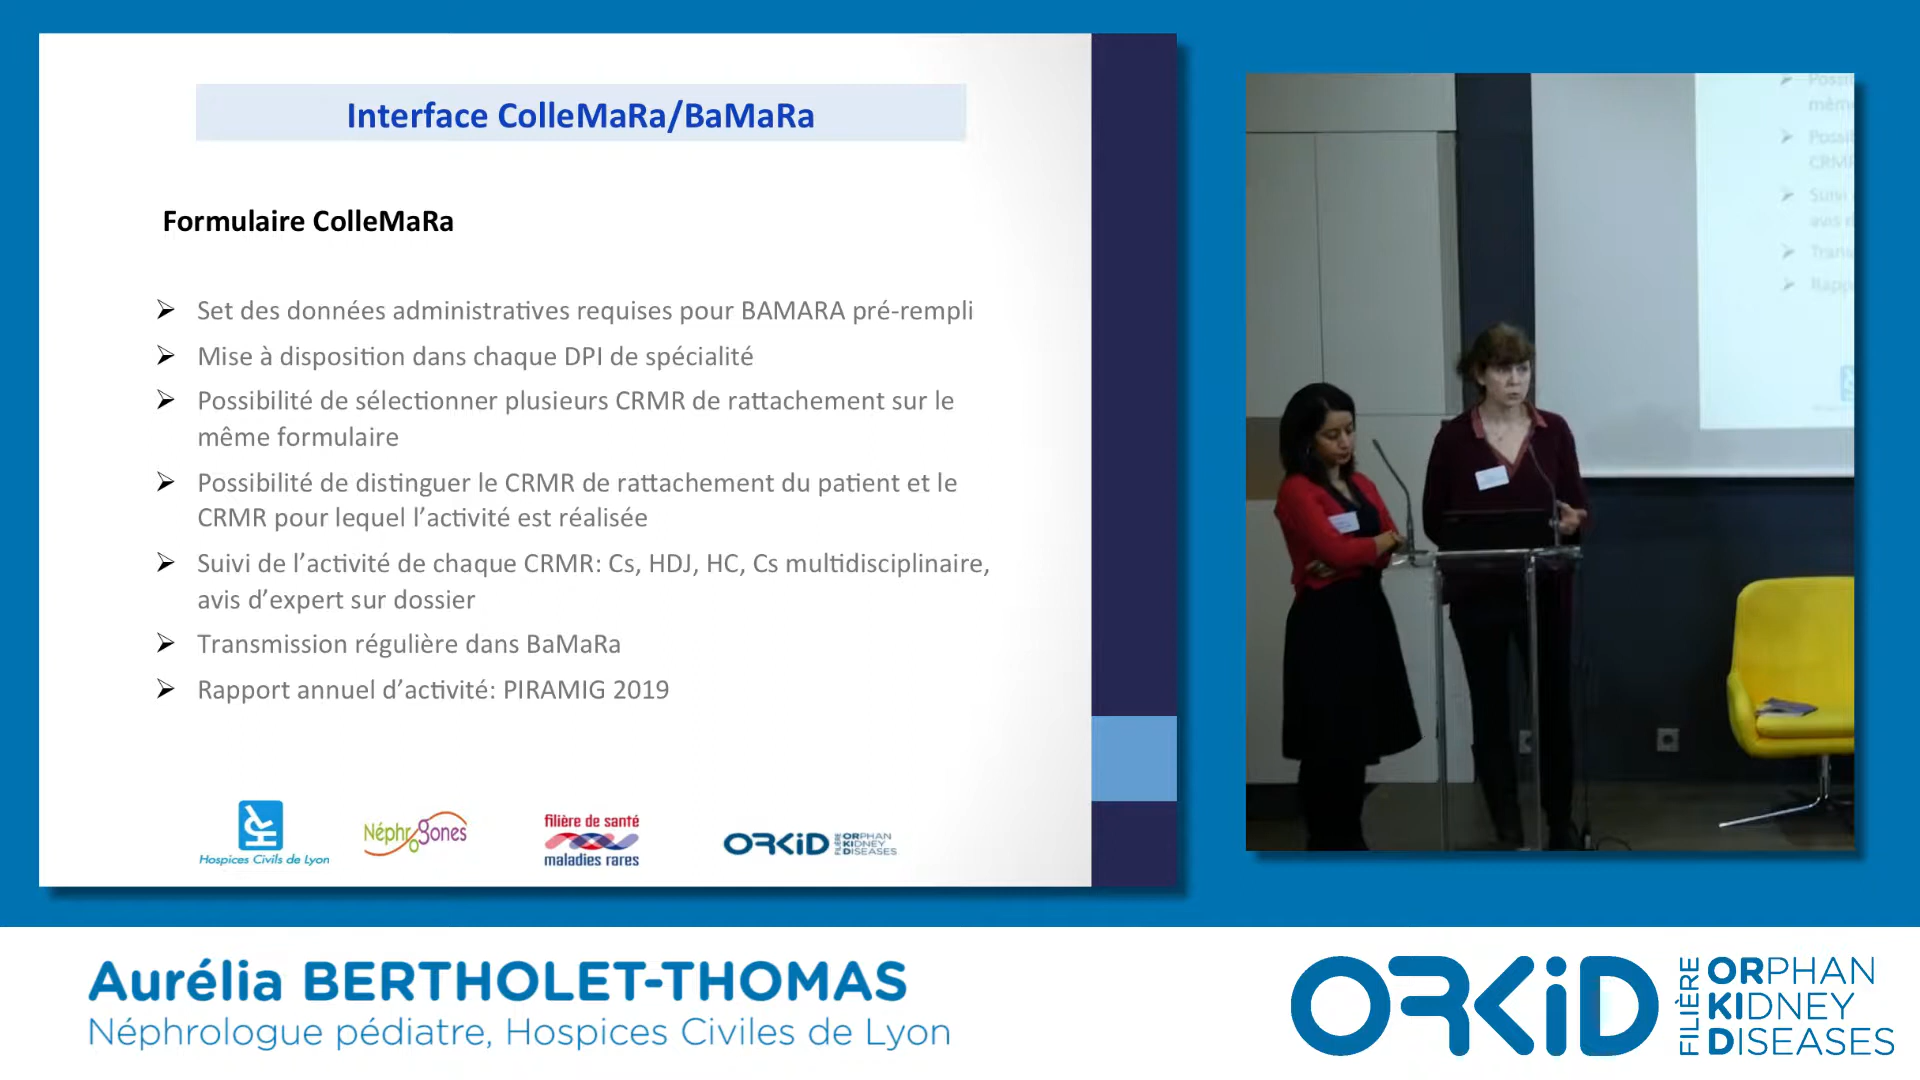 Interface ColleMaRa/BaMaRa
Formulaire ColleMaRa
➤ Set des données administratives requises pour BAMARA pré-rempli
➤ Mise à disposition dans chaque DPI de spécialité
➤ Possibilité de sélectionner plusieurs CRMR de rattachement sur le
même formulaire
➤ Possibilité de distinguer le CRMR de rattachement du patient et le
CRMR pour lequel l’activité est réalisée
➤ Suivi de l’activité de chaque CRMR: Cs, HDJ, HC, Cs multidisciplinaire,
avis d’expert sur dossier
➤ Transmission régulière dans BaMaRa
➤ Rapport annuel d’activité: PIRAMIG 2019
Hospices Civils de Lyon
Néphrogones
filière de santé
maladies rares
ORKiD
FILIÈRE
ORPHAN
KIDNEY
DISEASES
même
CRMR
Suivi
avis d
Aurélia BERTHOLET-THOMAS
Néphrologue pédiatre, Hospices Civiles de Lyon
ORKiD
FILIÈRE
ORPHAN
KIDNEY
DISEASES